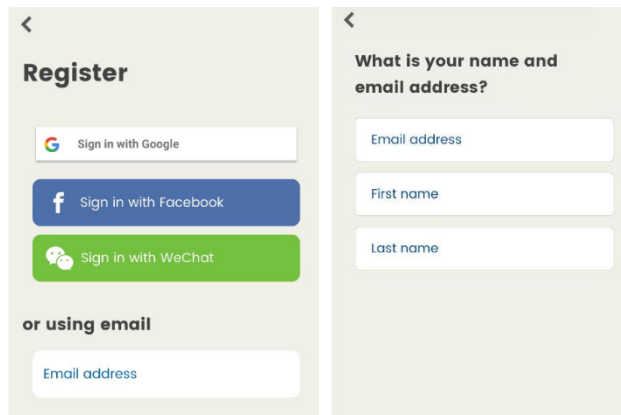 Register
Sign in with Google
Sign in with Facebook
Sign in with WeChat
or using email
Email address
What is your name and
email address?
Email address
First name
Last name